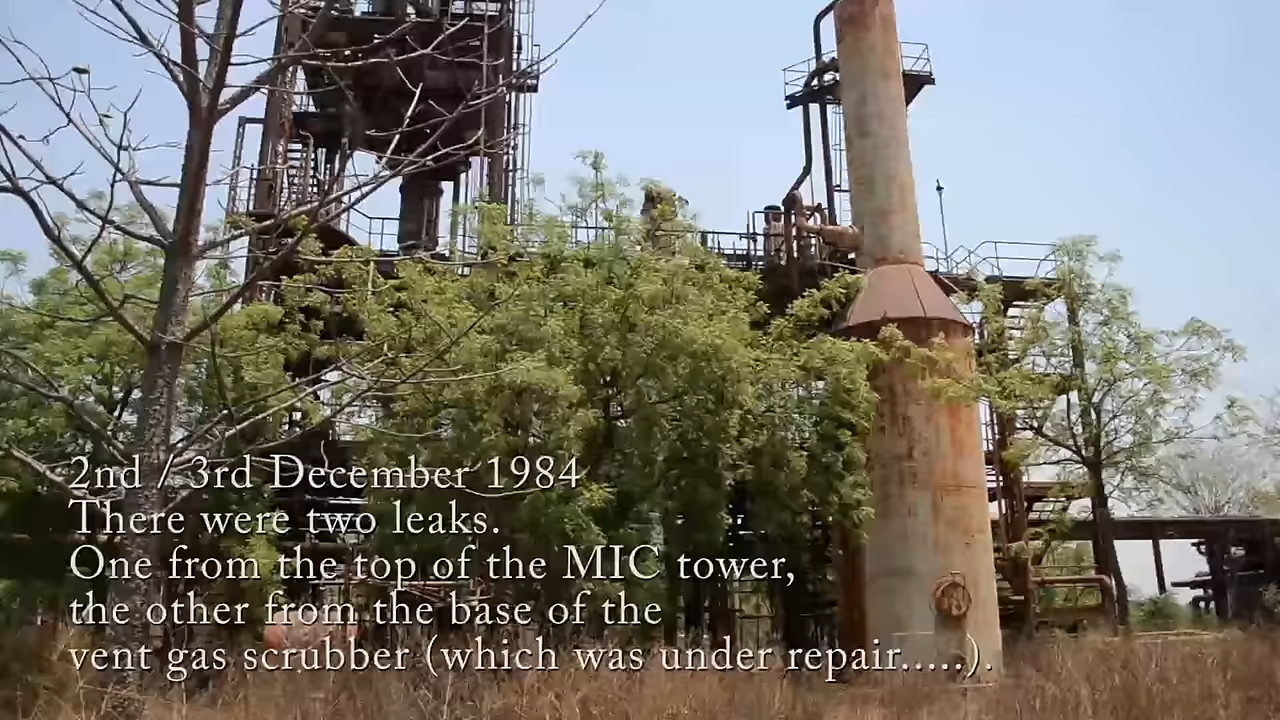 2nd / 3rd December 1984
There were two leaks.
One from the top of the MIC tower,
the other from the base of the
vent gas scrubber (which was under repair.....).